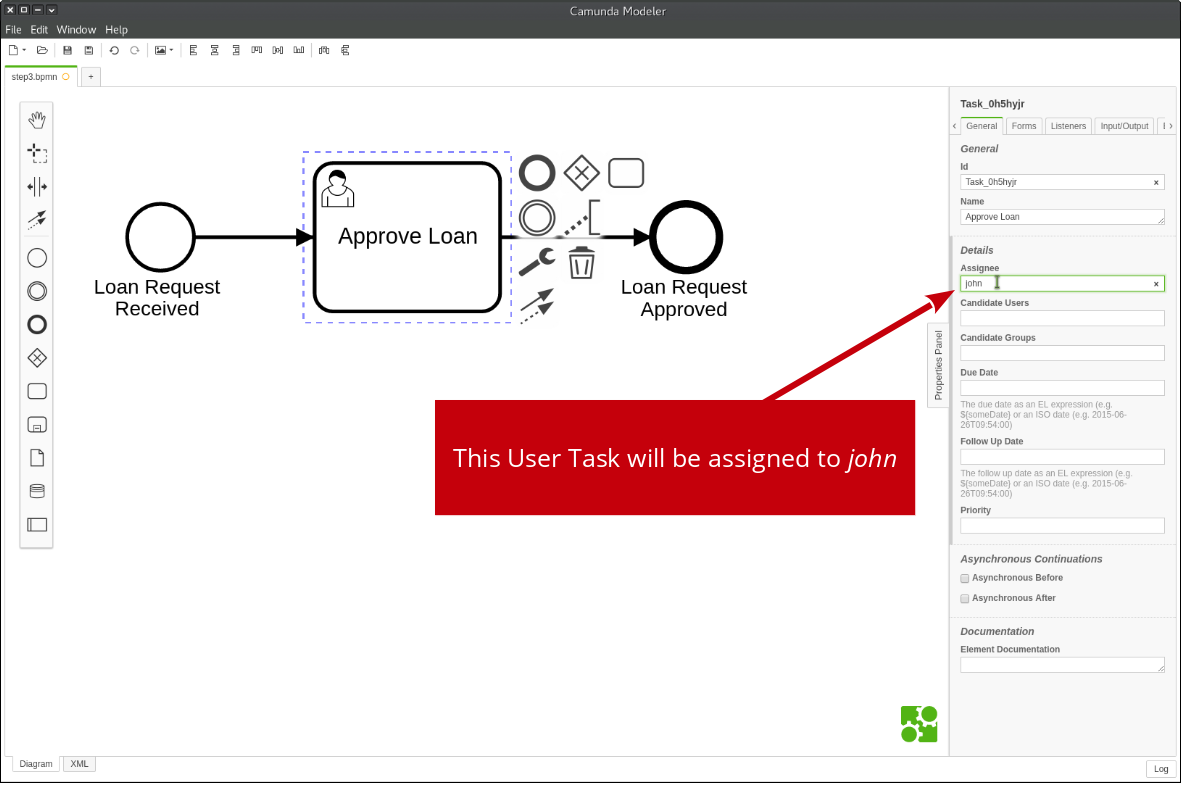 Camunda Modeler
File Edit Window Help
step3.bpmn
+
Approve Loan
Loan Request
Received
Loan Request
Approved
This User Task will be assigned to john
Properties Panel
Task_0h5hyjr
General Forms Listeners Input/Output
General
Id
Task_0h5hyjr
Name
Approve Loan
Details
Assignee
john
Candidate Users
Candidate Groups
Due Date
The due date as an EL expression (e.g.
${someDate} or an ISO date (e.g. 2015-06-
26T09:54:00)
Follow Up Date
The follow up date as an EL expression (e.g.
${someDate} or an ISO date (e.g. 2015-06-
26T09:54:00)
Priority
Asynchronous Continuations
Asynchronous Before
Asynchronous After
Documentation
Element Documentation
Diagram XML
Log